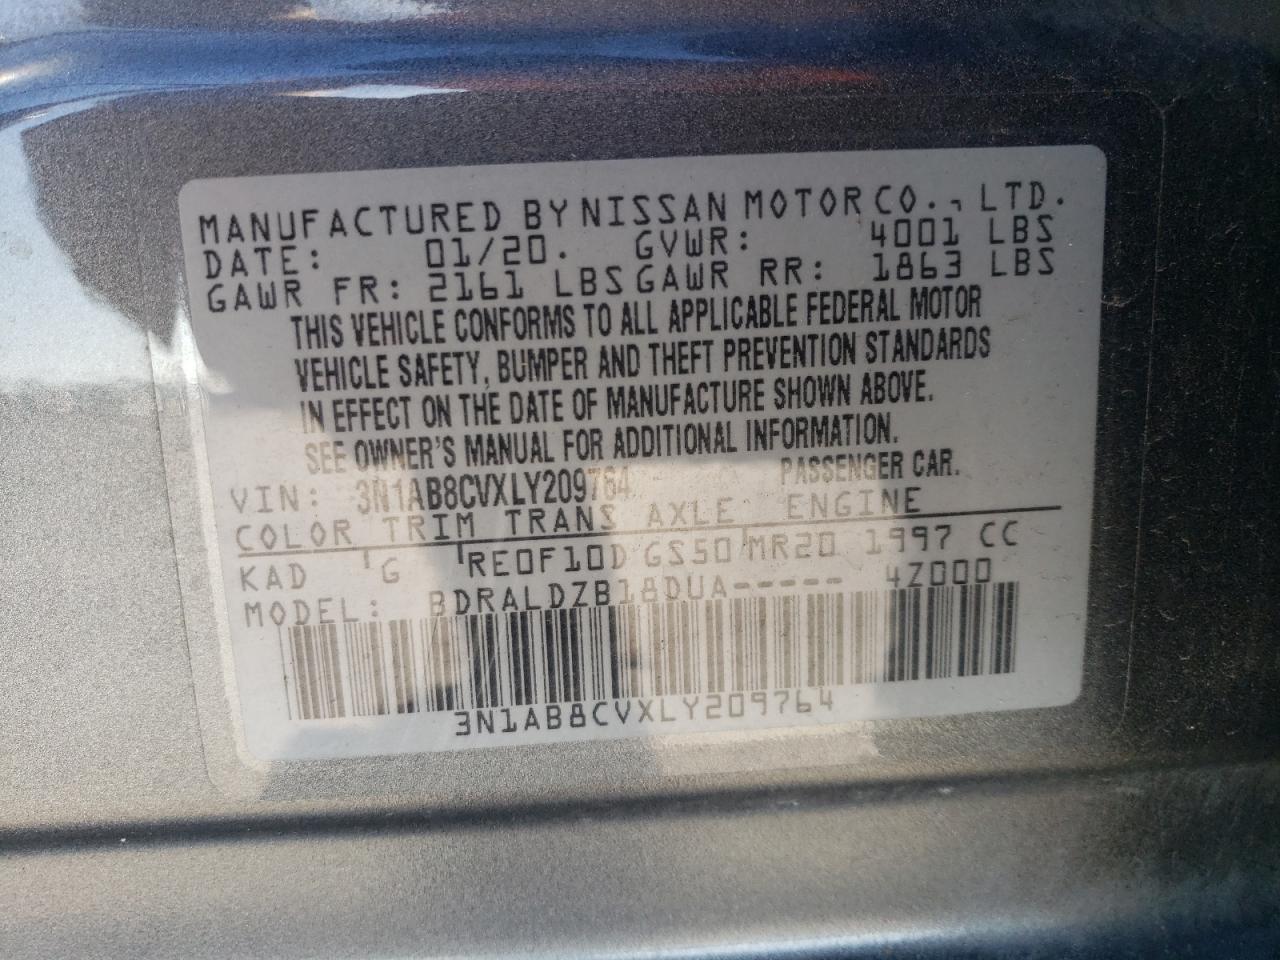 MANUFACTURED BY NISSAN MOTOR CO., LTD.
DATE: 01/20. GVWR: 4001 LBS
GAWR FR: 2161 LBS GAWR RR: 1863 LBS
THIS VEHICLE CONFORMS TO ALL APPLICABLE FEDERAL MOTOR
VEHICLE SAFETY, BUMPER AND THEFT PREVENTION STANDARDS
IN EFFECT ON THE DATE OF MANUFACTURE SHOWN ABOVE.
SEE OWNER'S MANUAL FOR ADDITIONAL INFORMATION.
VIN: 3N1AB8CVXLY209764 PASSENGER CAR.
COLOR TRIM TRANS AXLE ENGINE
KAD G RE0F10D GS50 MR20 1997 CC
MODEL: BDRALDZB18DUA----- 4Z000
3N1AB8CVXLY209764